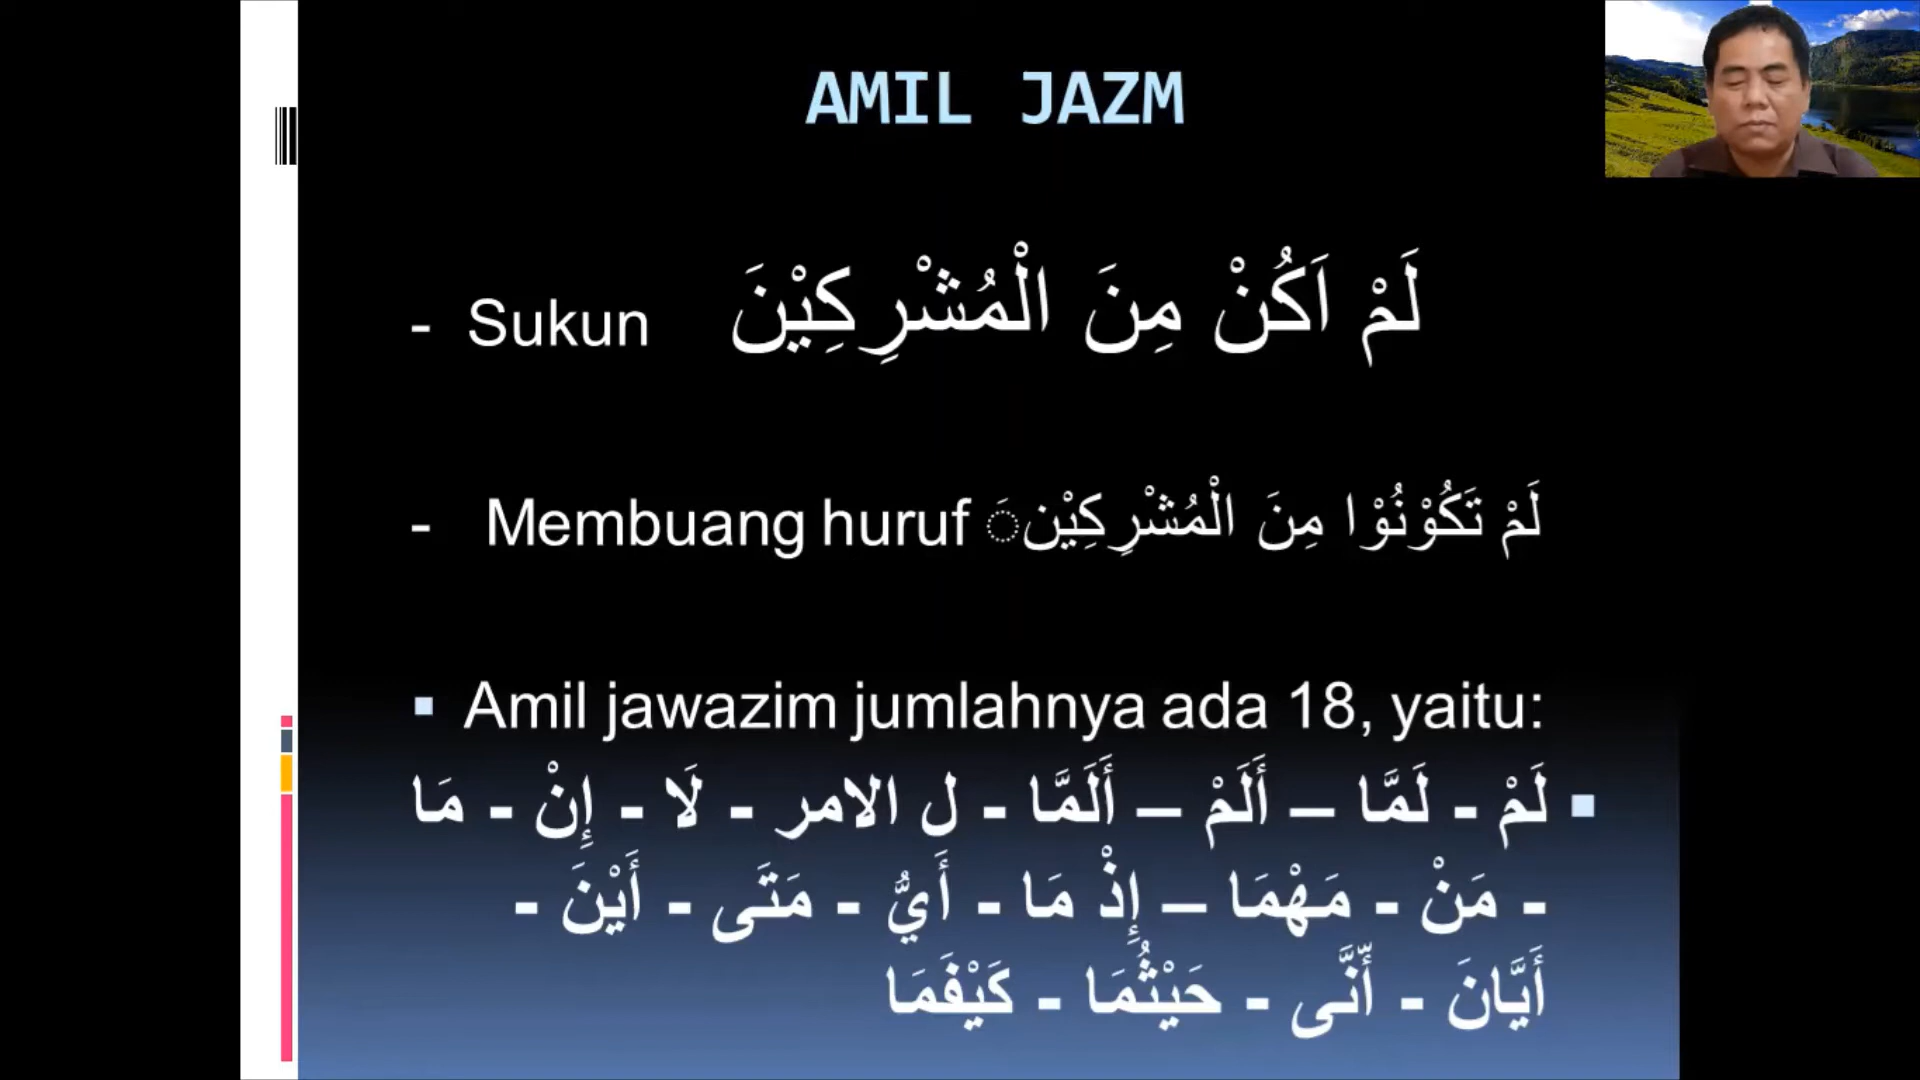 AMIL JAZM
- Sukun لَمْ اَكُنْ مِنَ الْمُشْرِكِيْنَ
- Membuang huruf لَمْ تَكُوْنُوْا مِنَ الْمُشْرِكِيْن◌َ
▪ Amil jawazim jumlahnya ada 18, yaitu:
▪ لَمْ - لَمَّا – أَلَمْ – أَلَمَّا - ل الامر - لَا - إِنْ - مَا
- مَنْ - مَهْمَا – إِذْ مَا - أَيُّ - مَتَى - أَيْنَ -
أَيَّانَ - أَنَّى - حَيْثُمَا - كَيْفَمَا